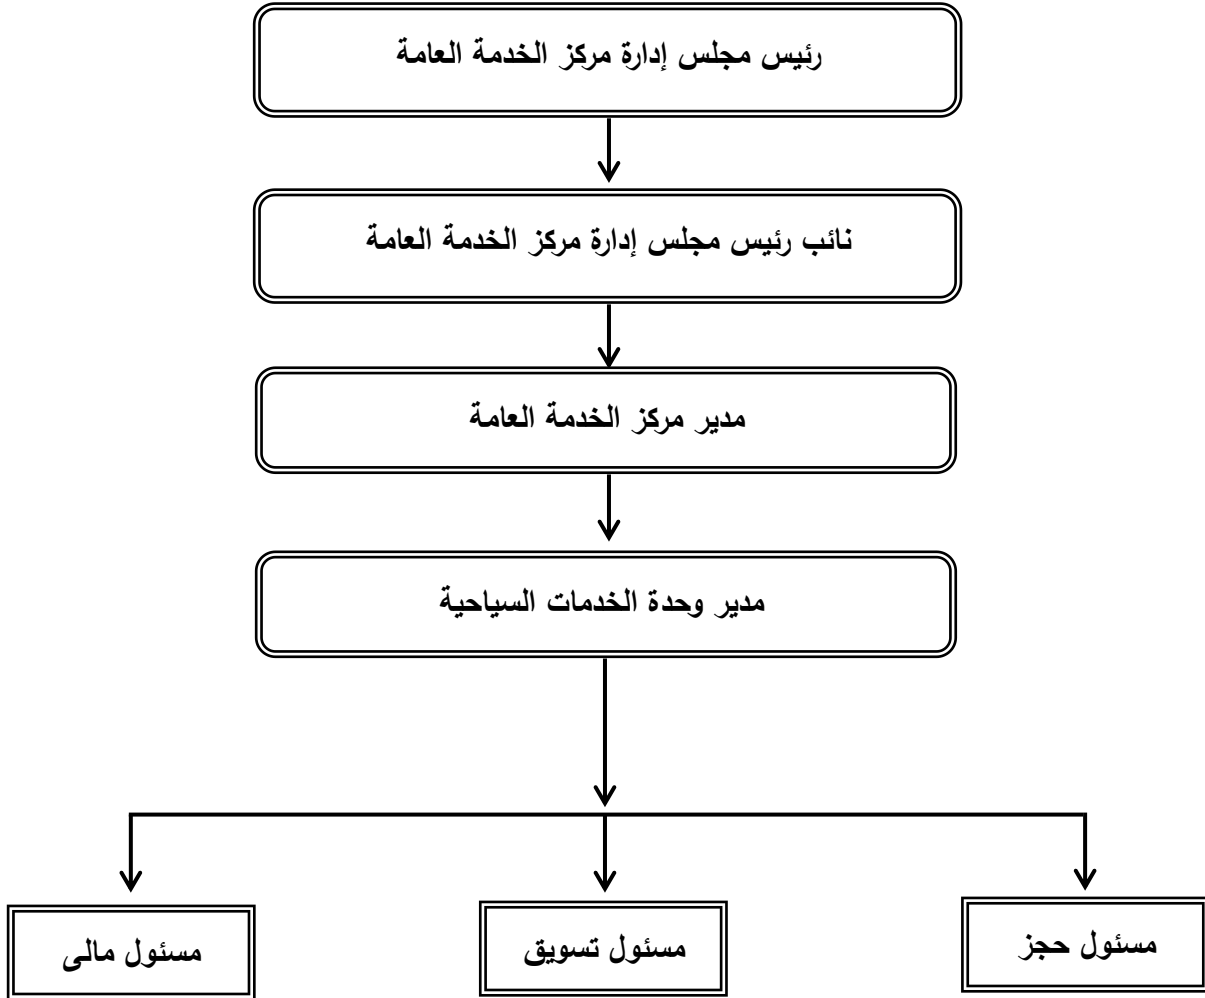 رئيس مجلس إدارة مركز الخدمة العامة
نائب رئيس مجلس إدارة مركز الخدمة العامة
مدير مركز الخدمة العامة
مدير وحدة الخدمات السياحية
مسئول حجز
مسئول تسويق
مسئول مالى